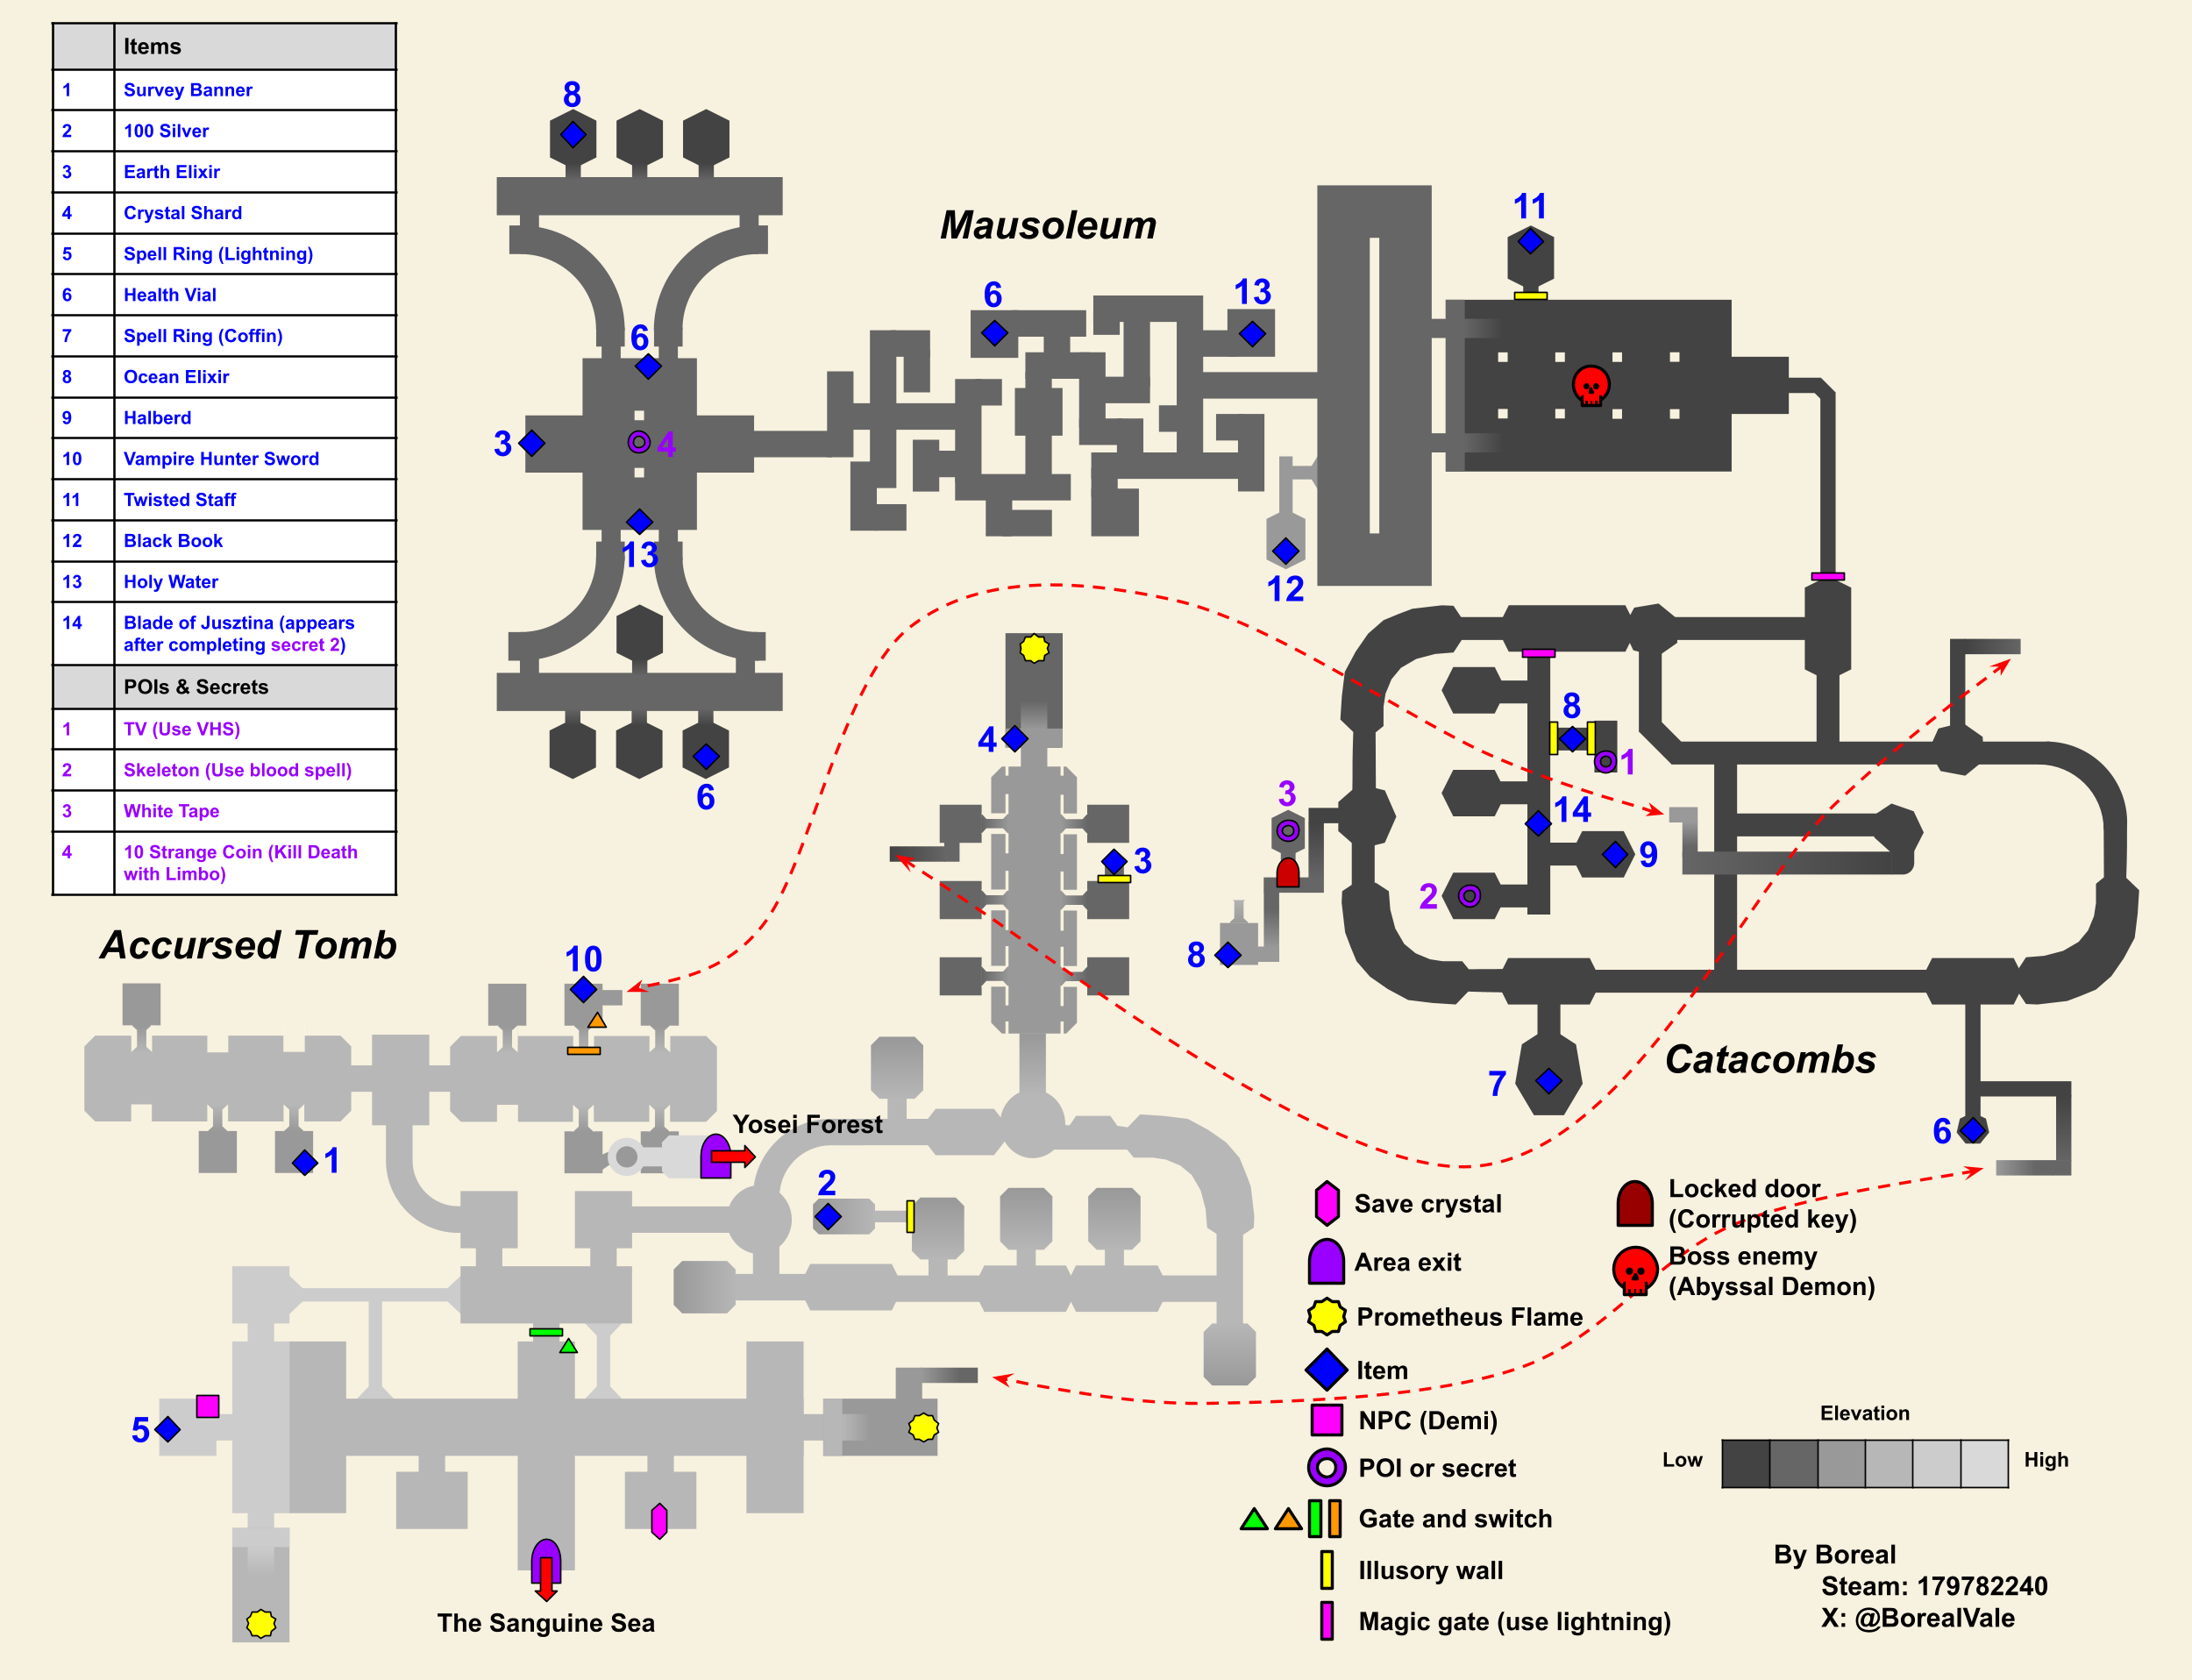 Items
1 Survey Banner
2 100 Silver
3 Earth Elixir
4 Crystal Shard
5 Spell Ring (Lightning)
6 Health Vial
7 Spell Ring (Coffin)
8 Ocean Elixir
9 Halberd
10 Vampire Hunter Sword
11 Twisted Staff
12 Black Book
13 Holy Water
14 Blade of Jusztina (appears
after completing secret 2)
POIs & Secrets
1 TV (Use VHS)
2 Skeleton (Use blood spell)
3 White Tape
4 10 Strange Coin (Kill Death
with Limbo)
8
Mausoleum
11
6
6
13
3
4
13
12
6
4
3
8
1
14
3
9
2
8
7
6
Catacombs
Accursed Tomb
10
1
Yosei Forest
2
5
The Sanguine Sea
Save crystal
Area exit
Prometheus Flame
Item
NPC (Demi)
POI or secret
Gate and switch
Illusory wall
Magic gate (use lightning)
Locked door
(Corrupted key)
Boss enemy
(Abyssal Demon)
Elevation
Low
High
By Boreal
Steam: 179782240
X: @BorealVale